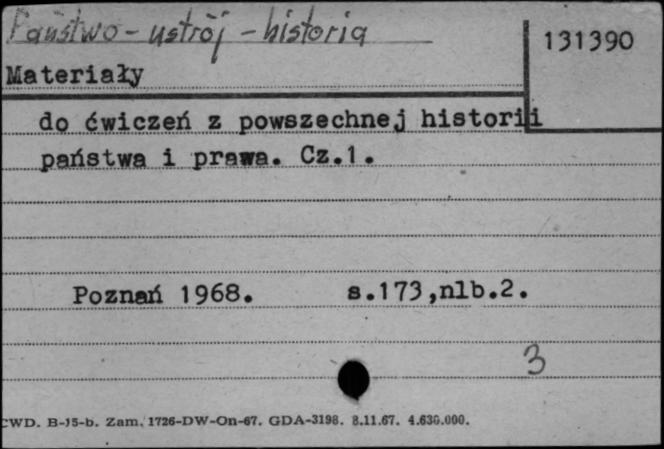 Państwo - ustrój - historia
131390
Materiały
do ćwiczeń z powszechnej historii
państwa i prawa. Cz.1.
Poznań 1968. s.173,nlb.2.
3
CWD. B-15-b. Zam. 1726-DW-On-67. GDA-3198. 8.11.67. 4.630.000.